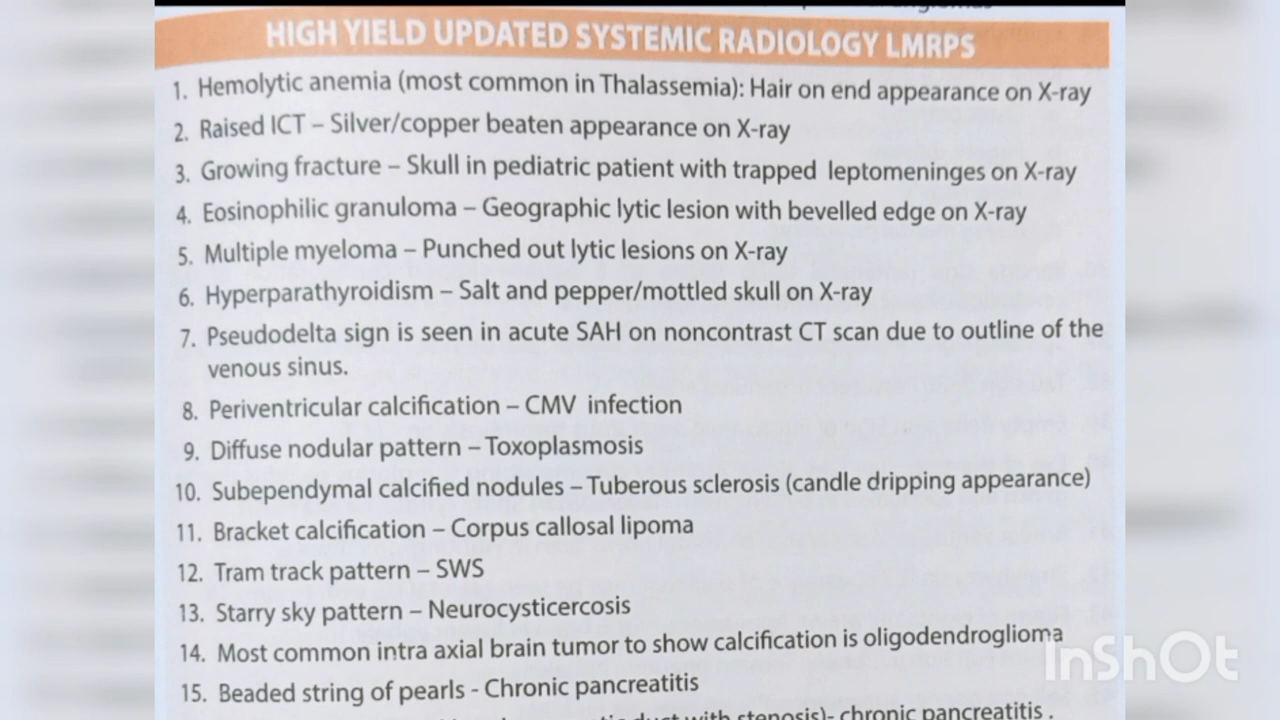 angiomas
HIGH YIELD UPDATED SYSTEMIC RADIOLOGY LMRPS
1. Hemolytic anemia (most common in Thalassemia): Hair on end appearance on X-ray
2. Raised ICT – Silver/copper beaten appearance on X-ray
3. Growing fracture – Skull in pediatric patient with trapped leptomeninges on X-ray
4. Eosinophilic granuloma – Geographic lytic lesion with bevelled edge on X-ray
5. Multiple myeloma – Punched out lytic lesions on X-ray
6. Hyperparathyroidism – Salt and pepper/mottled skull on X-ray
7. Pseudodelta sign is seen in acute SAH on noncontrast CT scan due to outline of the
venous sinus.
8. Periventricular calcification – CMV infection
9. Diffuse nodular pattern – Toxoplasmosis
10. Subependymal calcified nodules – Tuberous sclerosis (candle dripping appearance)
11. Bracket calcification – Corpus callosal lipoma
12. Tram track pattern – SWS
13. Starry sky pattern – Neurocysticercosis
14. Most common intra axial brain tumor to show calcification is oligodendroglioma
15. Beaded string of pearls - Chronic pancreatitis
duct with stenosis)- chronic pancreatitis .
InShOt